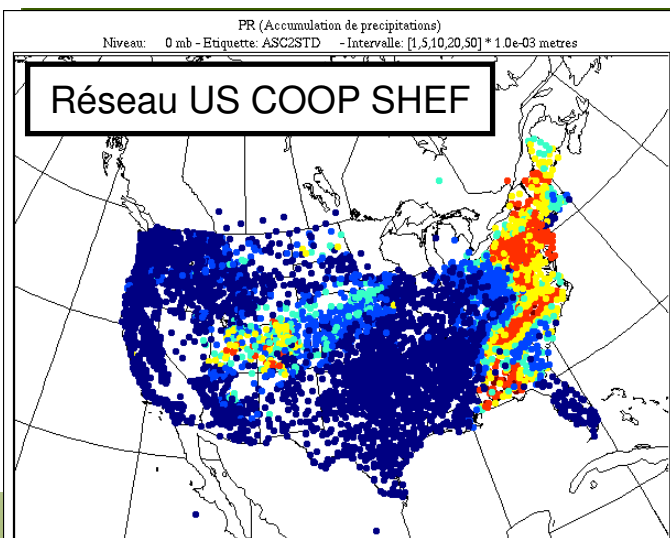 PR (Accumulation de precipitations)
Niveau: 0 mb - Etiquette: ASC2STD - Intervalle: [1,5,10,20,50] * 1.0e-03 metres
Réseau US COOP SHEF